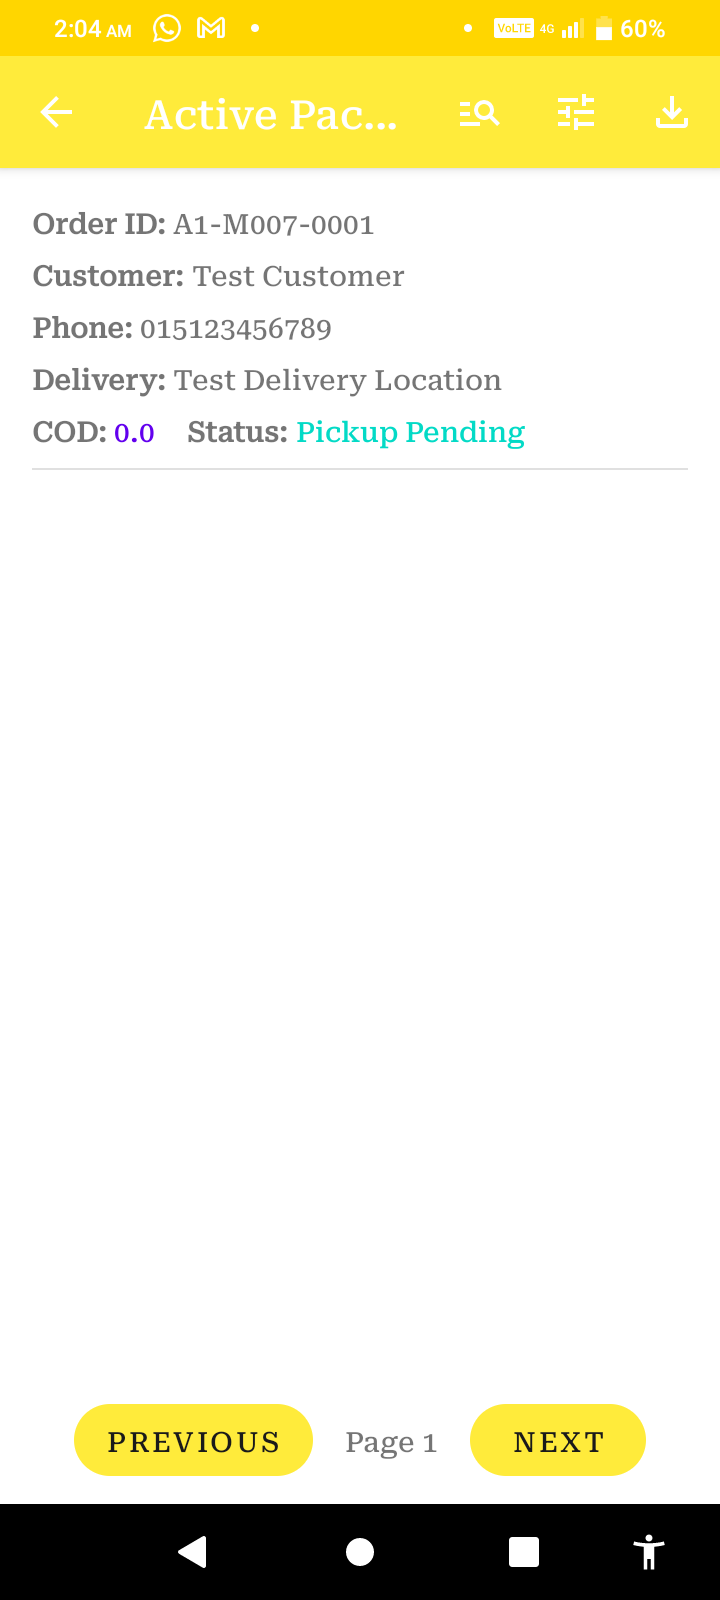 2:04 AM VoLTE 4G 60%
Active Pac...
Order ID: A1-M007-0001
Customer: Test Customer
Phone: 015123456789
Delivery: Test Delivery Location
COD: 0.0 Status: Pickup Pending
PREVIOUS Page 1 NEXT